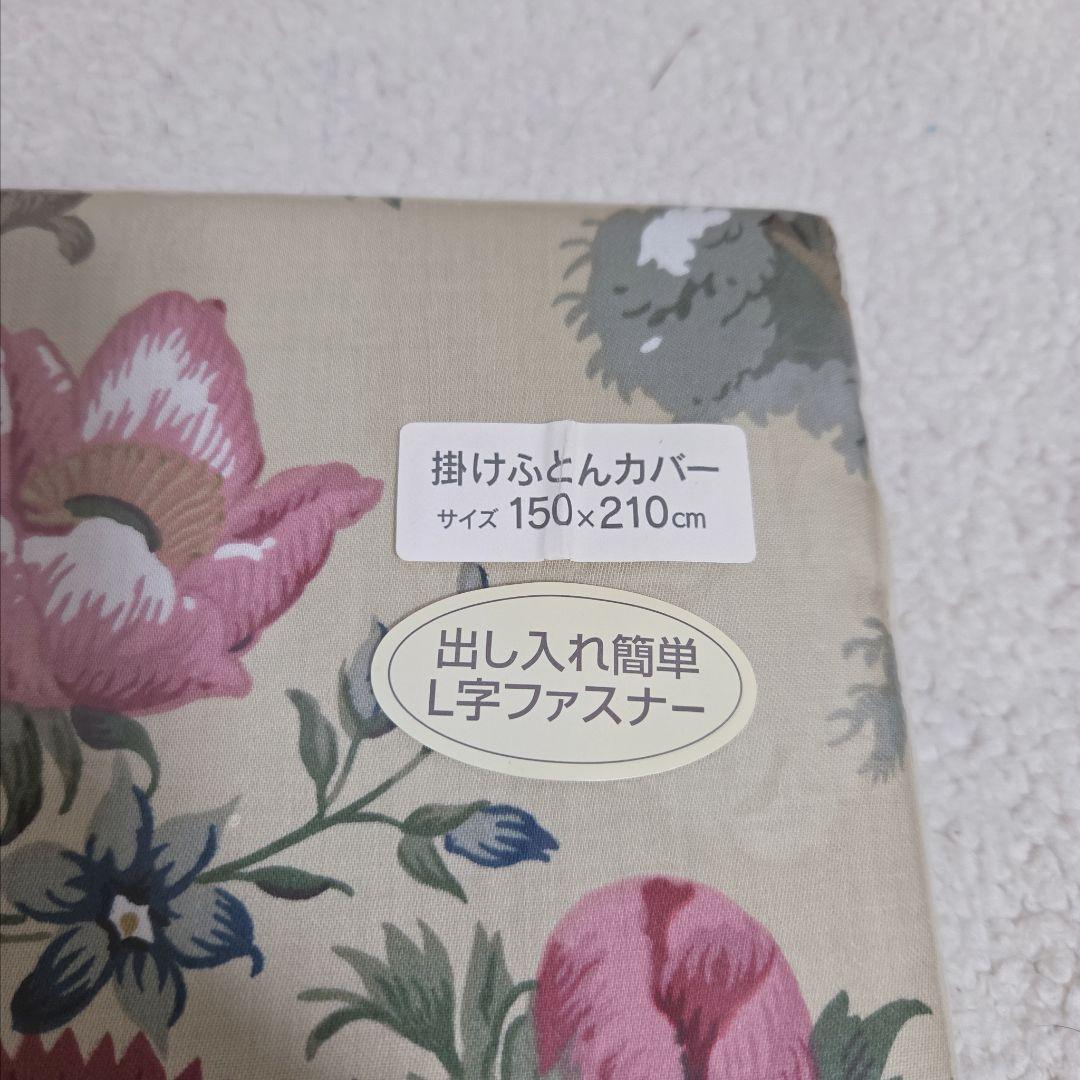 掛けふとんカバー
サイズ 150×210cm
出し入れ簡単
L字ファスナー